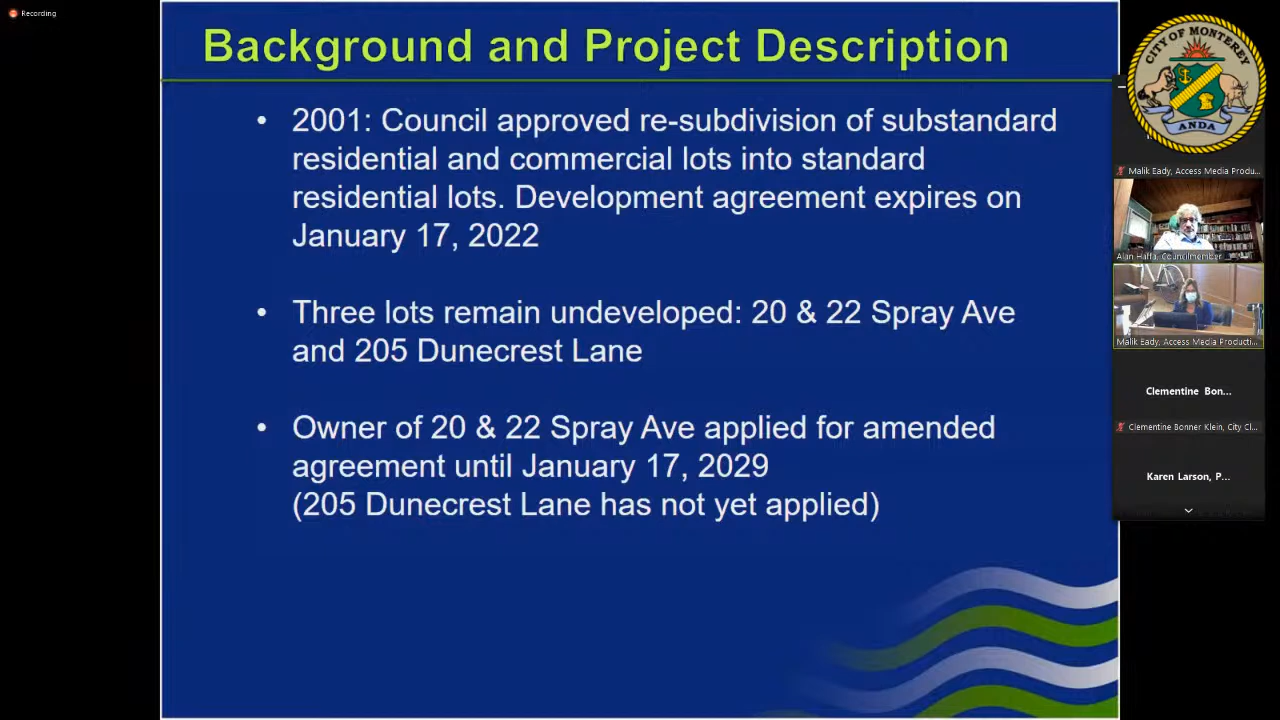 Recording
Background and Project Description
• 2001: Council approved re-subdivision of substandard
residential and commercial lots into standard
residential lots. Development agreement expires on
January 17, 2022
• Three lots remain undeveloped: 20 & 22 Spray Ave
and 205 Dunecrest Lane
• Owner of 20 & 22 Spray Ave applied for amended
agreement until January 17, 2029
(205 Dunecrest Lane has not yet applied)
CITY OF MONTEREY
ANDA
Malik Eady, Access Media Produ...
Alan Haffa, Councilmember
Malik Eady, Access Media Producti...
Clementine Bon...
Clementine Bonner Klein, City Cl...
Karen Larson, P...